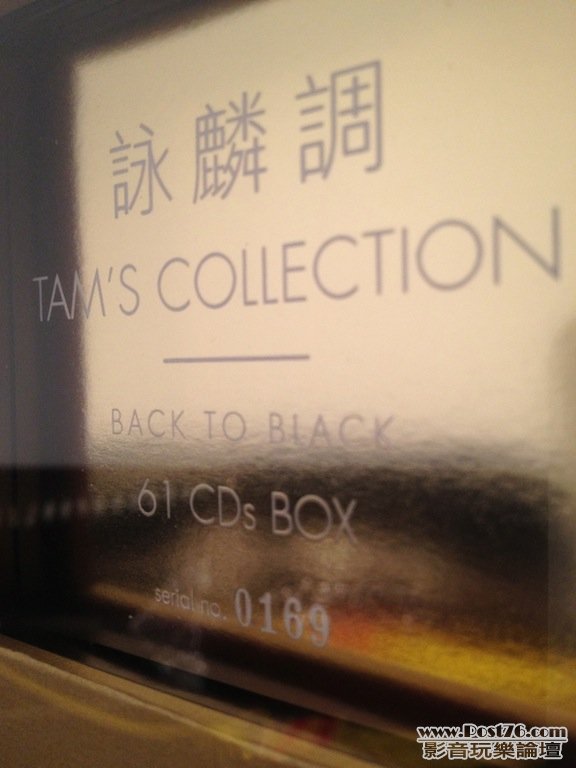 詠麟調
TAM'S COLLECTION
BACK TO BLACK
61 CDs BOX
serial no. 0169
www.Post76.com
影音玩樂論壇